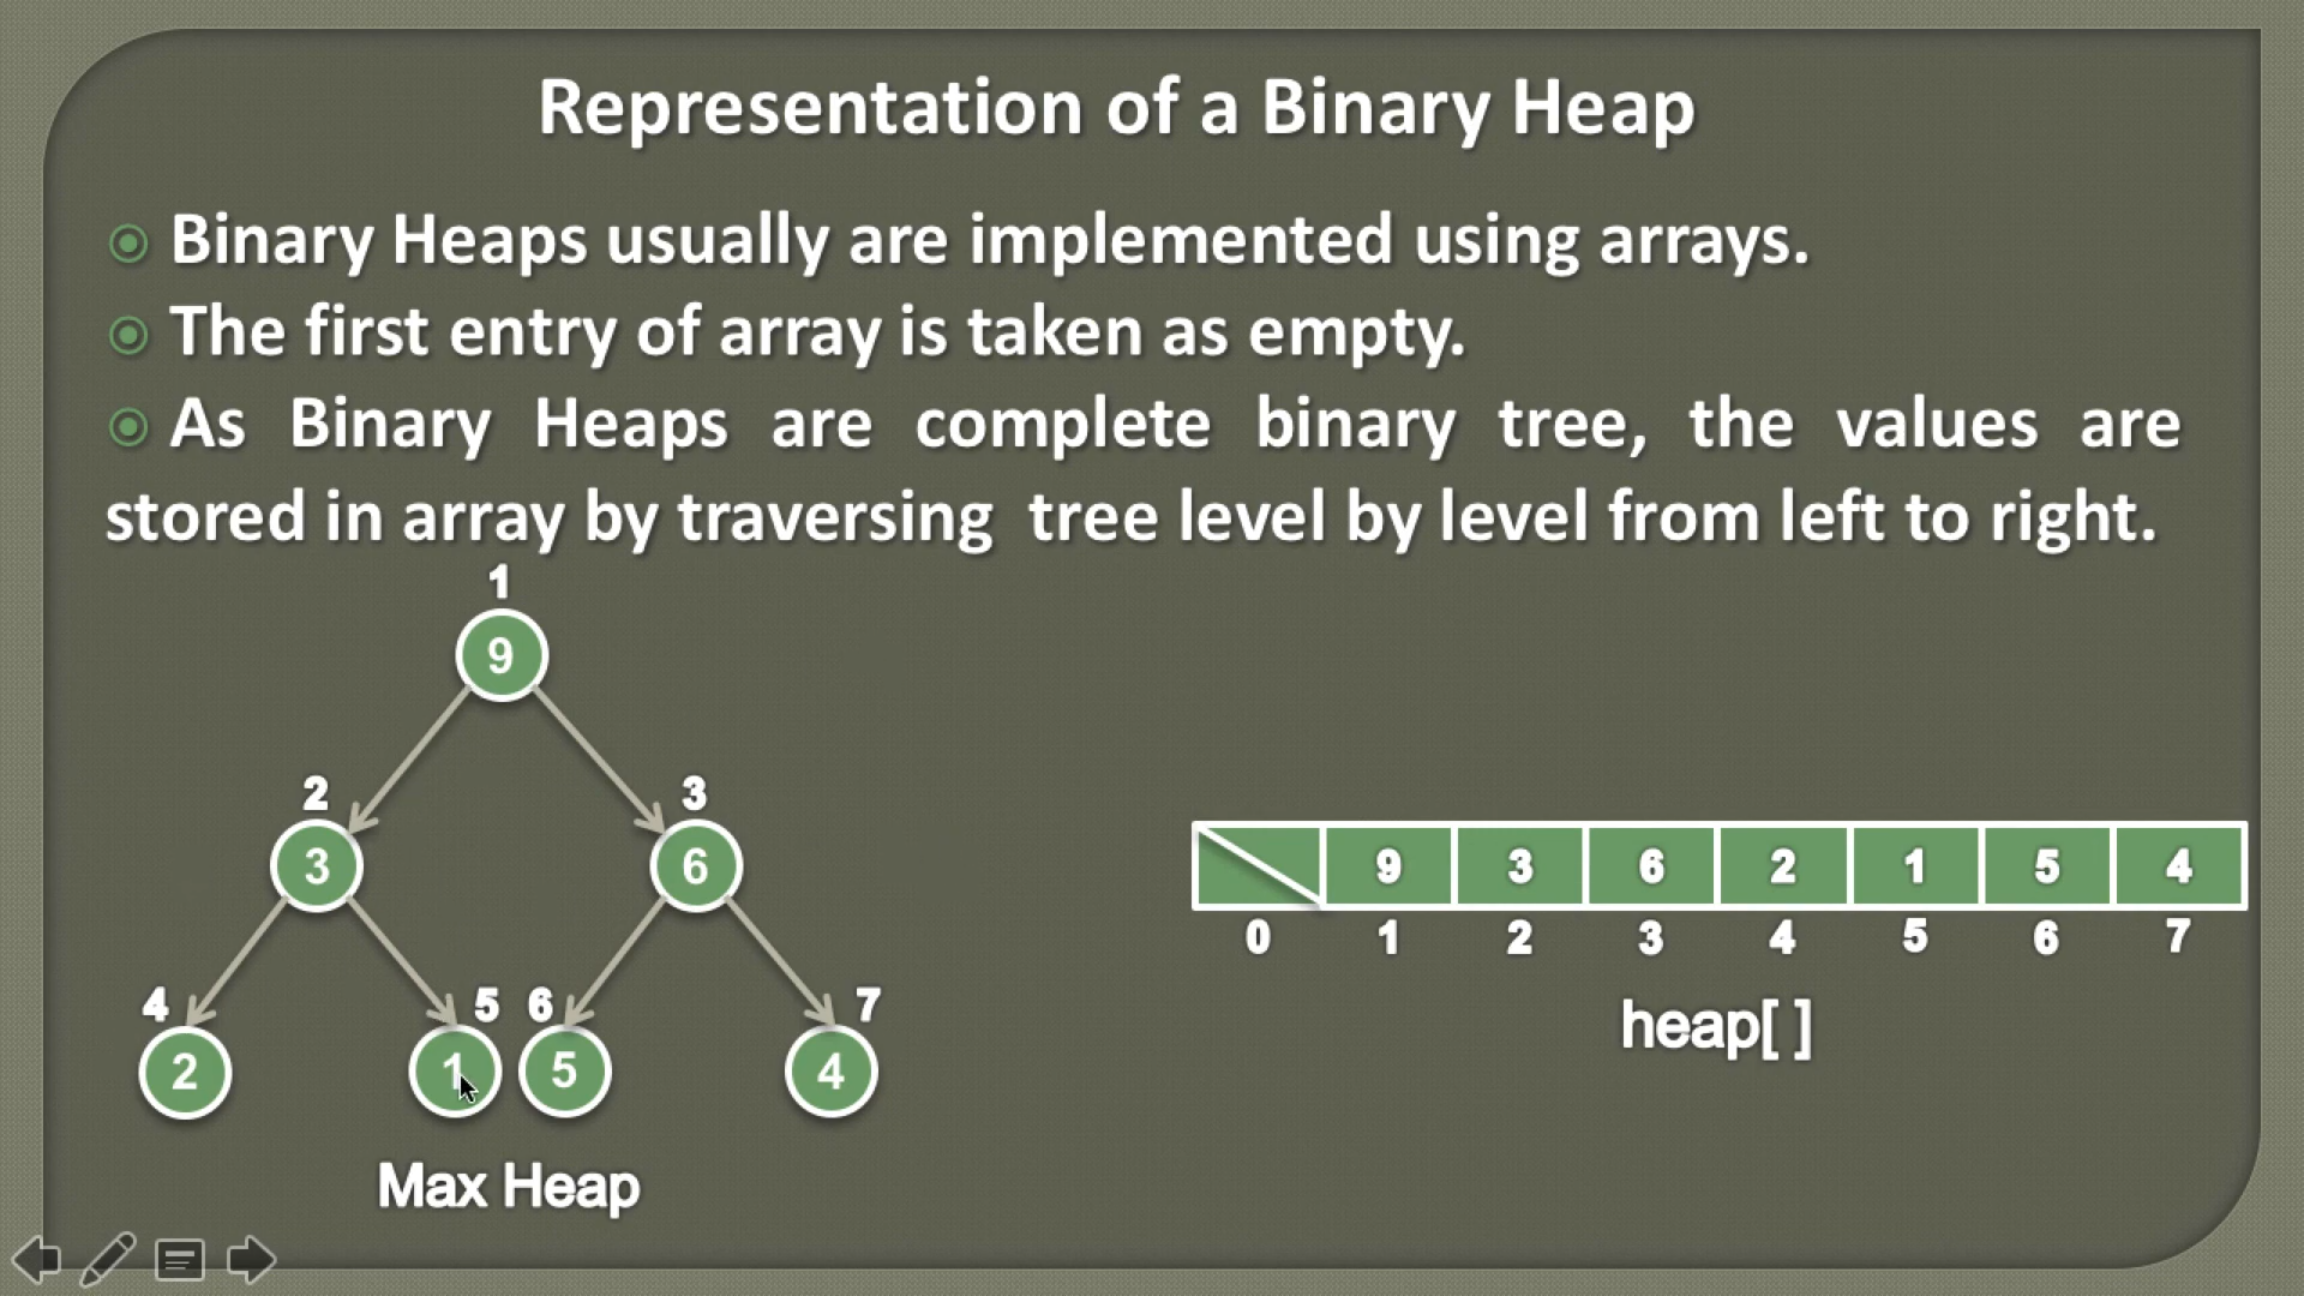 Representation of a Binary Heap
Binary Heaps usually are implemented using arrays.
The first entry of array is taken as empty.
As Binary Heaps are complete binary tree, the values are
stored in array by traversing tree level by level from left to right.
1
9
2 3
3 6
4 5 6 7
2 1 5 4
Max Heap
9 3 6 2 1 5 4
0 1 2 3 4 5 6 7
heap[ ]